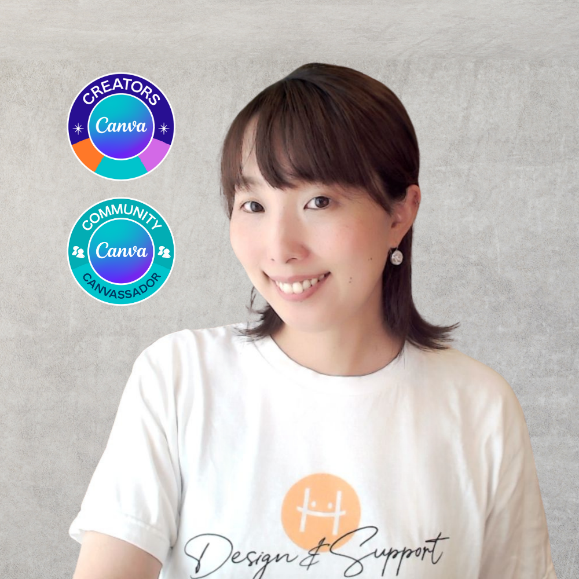 CREATORS
Canva
COMMUNITY
Canva
CANVASSADOR
H
Design & Support